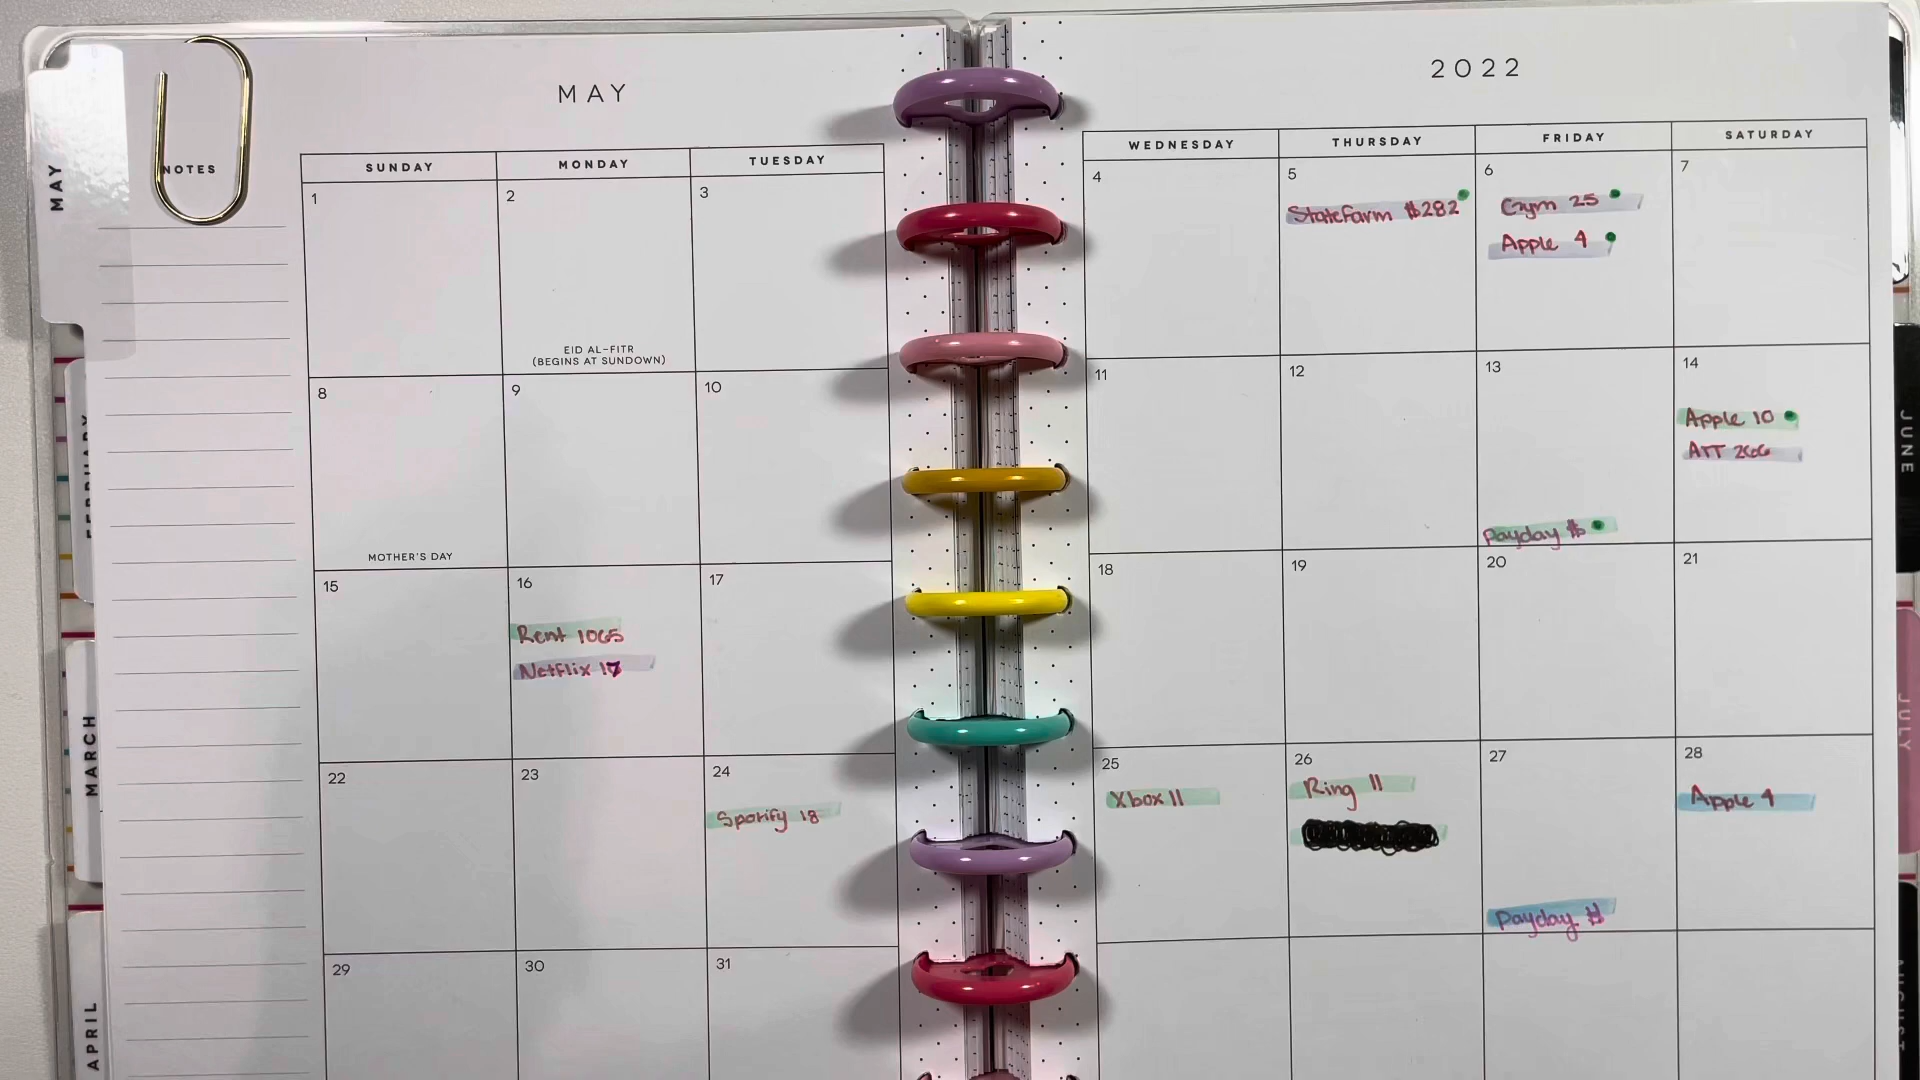 MAY
2022
NOTES
MAY
SUNDAY MONDAY TUESDAY WEDNESDAY THURSDAY FRIDAY SATURDAY
1 2 3 4 5 6 7
StateFarm $282
Gym 25
Apple 4
EID AL-FITR
(BEGINS AT SUNDOWN)
8 9 10 11 12 13 14
Apple 10
ATT
MOTHER'S DAY
Payday $
15 16 17 18 19 20 21
Rent 1065
Netflix 17
22 23 24 25 26 27 28
Spotify 18
Xbox 11
Ring 11
Apple 4
Payday $
29 30 31
FEBRUARY
MARCH
APRIL
JUNE
JULY
AUGUST